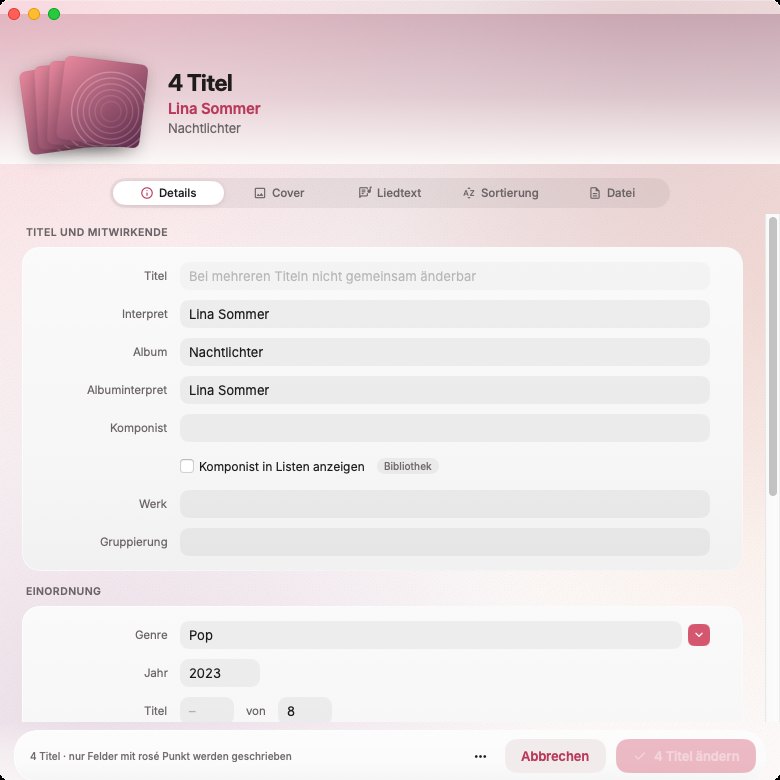 4 Titel
Lina Sommer
Nachtlichter
Details Cover Liedtext Sortierung Datei
TITEL UND MITWIRKENDE
Titel Bei mehreren Titeln nicht gemeinsam änderbar
Interpret Lina Sommer
Album Nachtlichter
Albuminterpret Lina Sommer
Komponist
Komponist in Listen anzeigen Bibliothek
Werk
Gruppierung
EINORDNUNG
Genre Pop
Jahr 2023
Titel – von 8
4 Titel · nur Felder mit rosé Punkt werden geschrieben ••• Abbrechen 4 Titel ändern